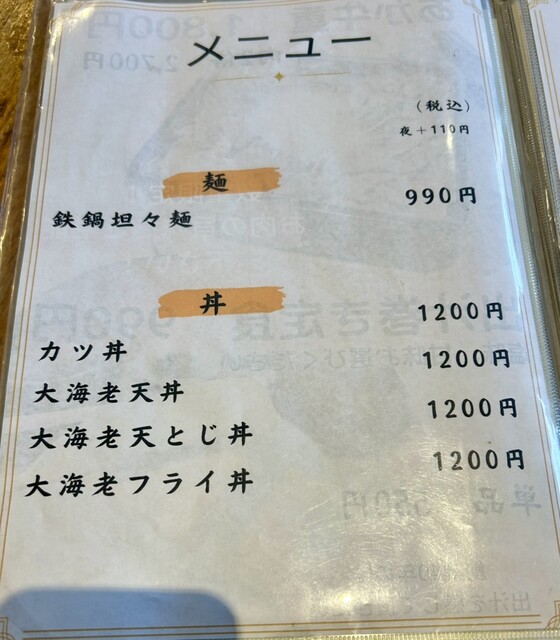 メニュー
(税込)
夜+110円
麺
鉄鍋坦々麺 990円
丼
カツ丼 1200円
大海老天丼 1200円
大海老天とじ丼 1200円
大海老フライ丼 1200円